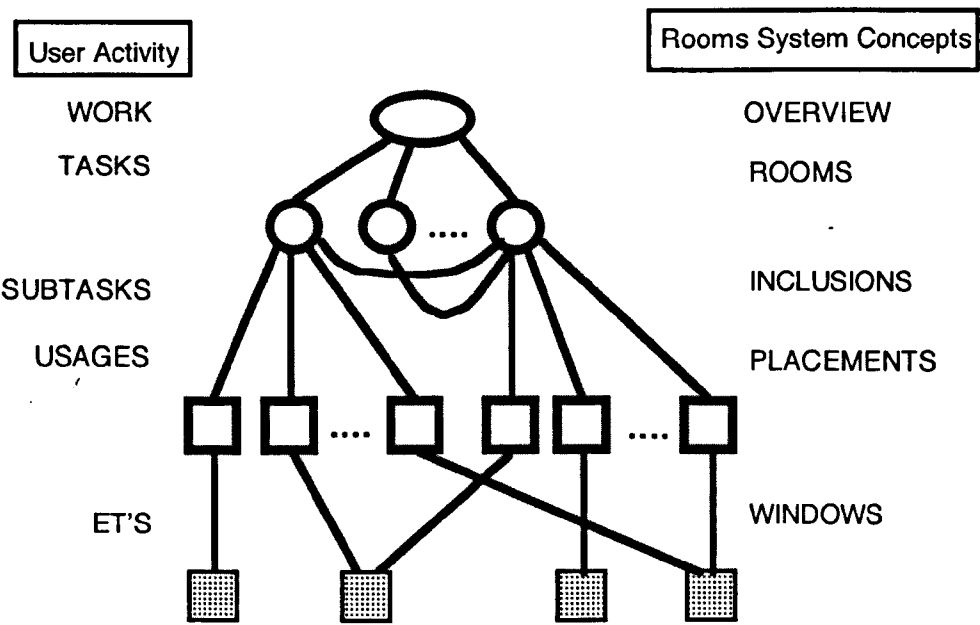 User Activity
Rooms System Concepts
WORK
OVERVIEW
TASKS
ROOMS
....
SUBTASKS
INCLUSIONS
USAGES
PLACEMENTS
....
....
ET'S
WINDOWS